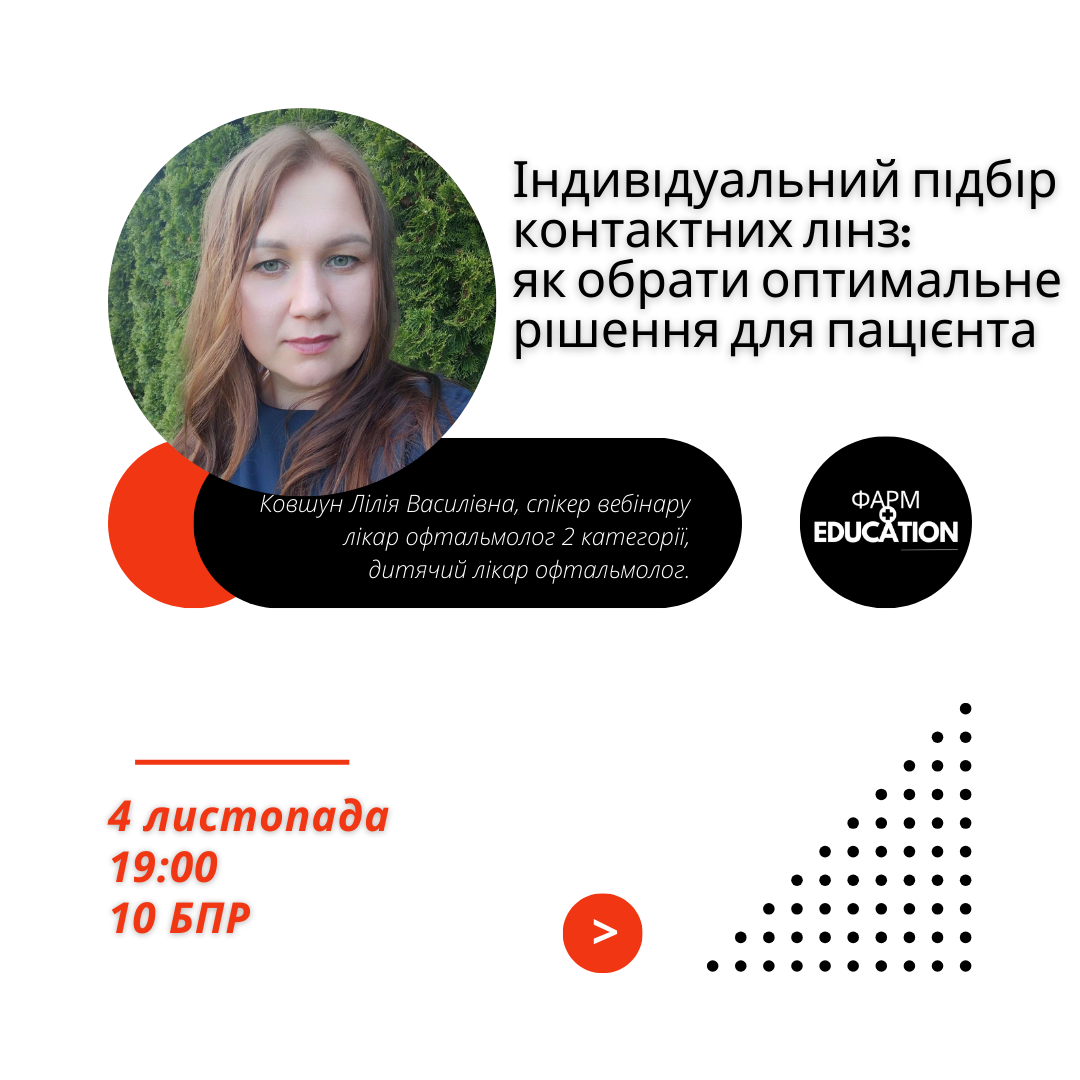 Індивідуальний підбір
контактних лінз:
як обрати оптимальне
рішення для пацієнта
Ковшун Лілія Василівна, спікер вебінару
лікар офтальмолог 2 категорії,
дитячий лікар офтальмолог.
ФАРМ
EDUCATION
4 листопада
19:00
10 БПР
>